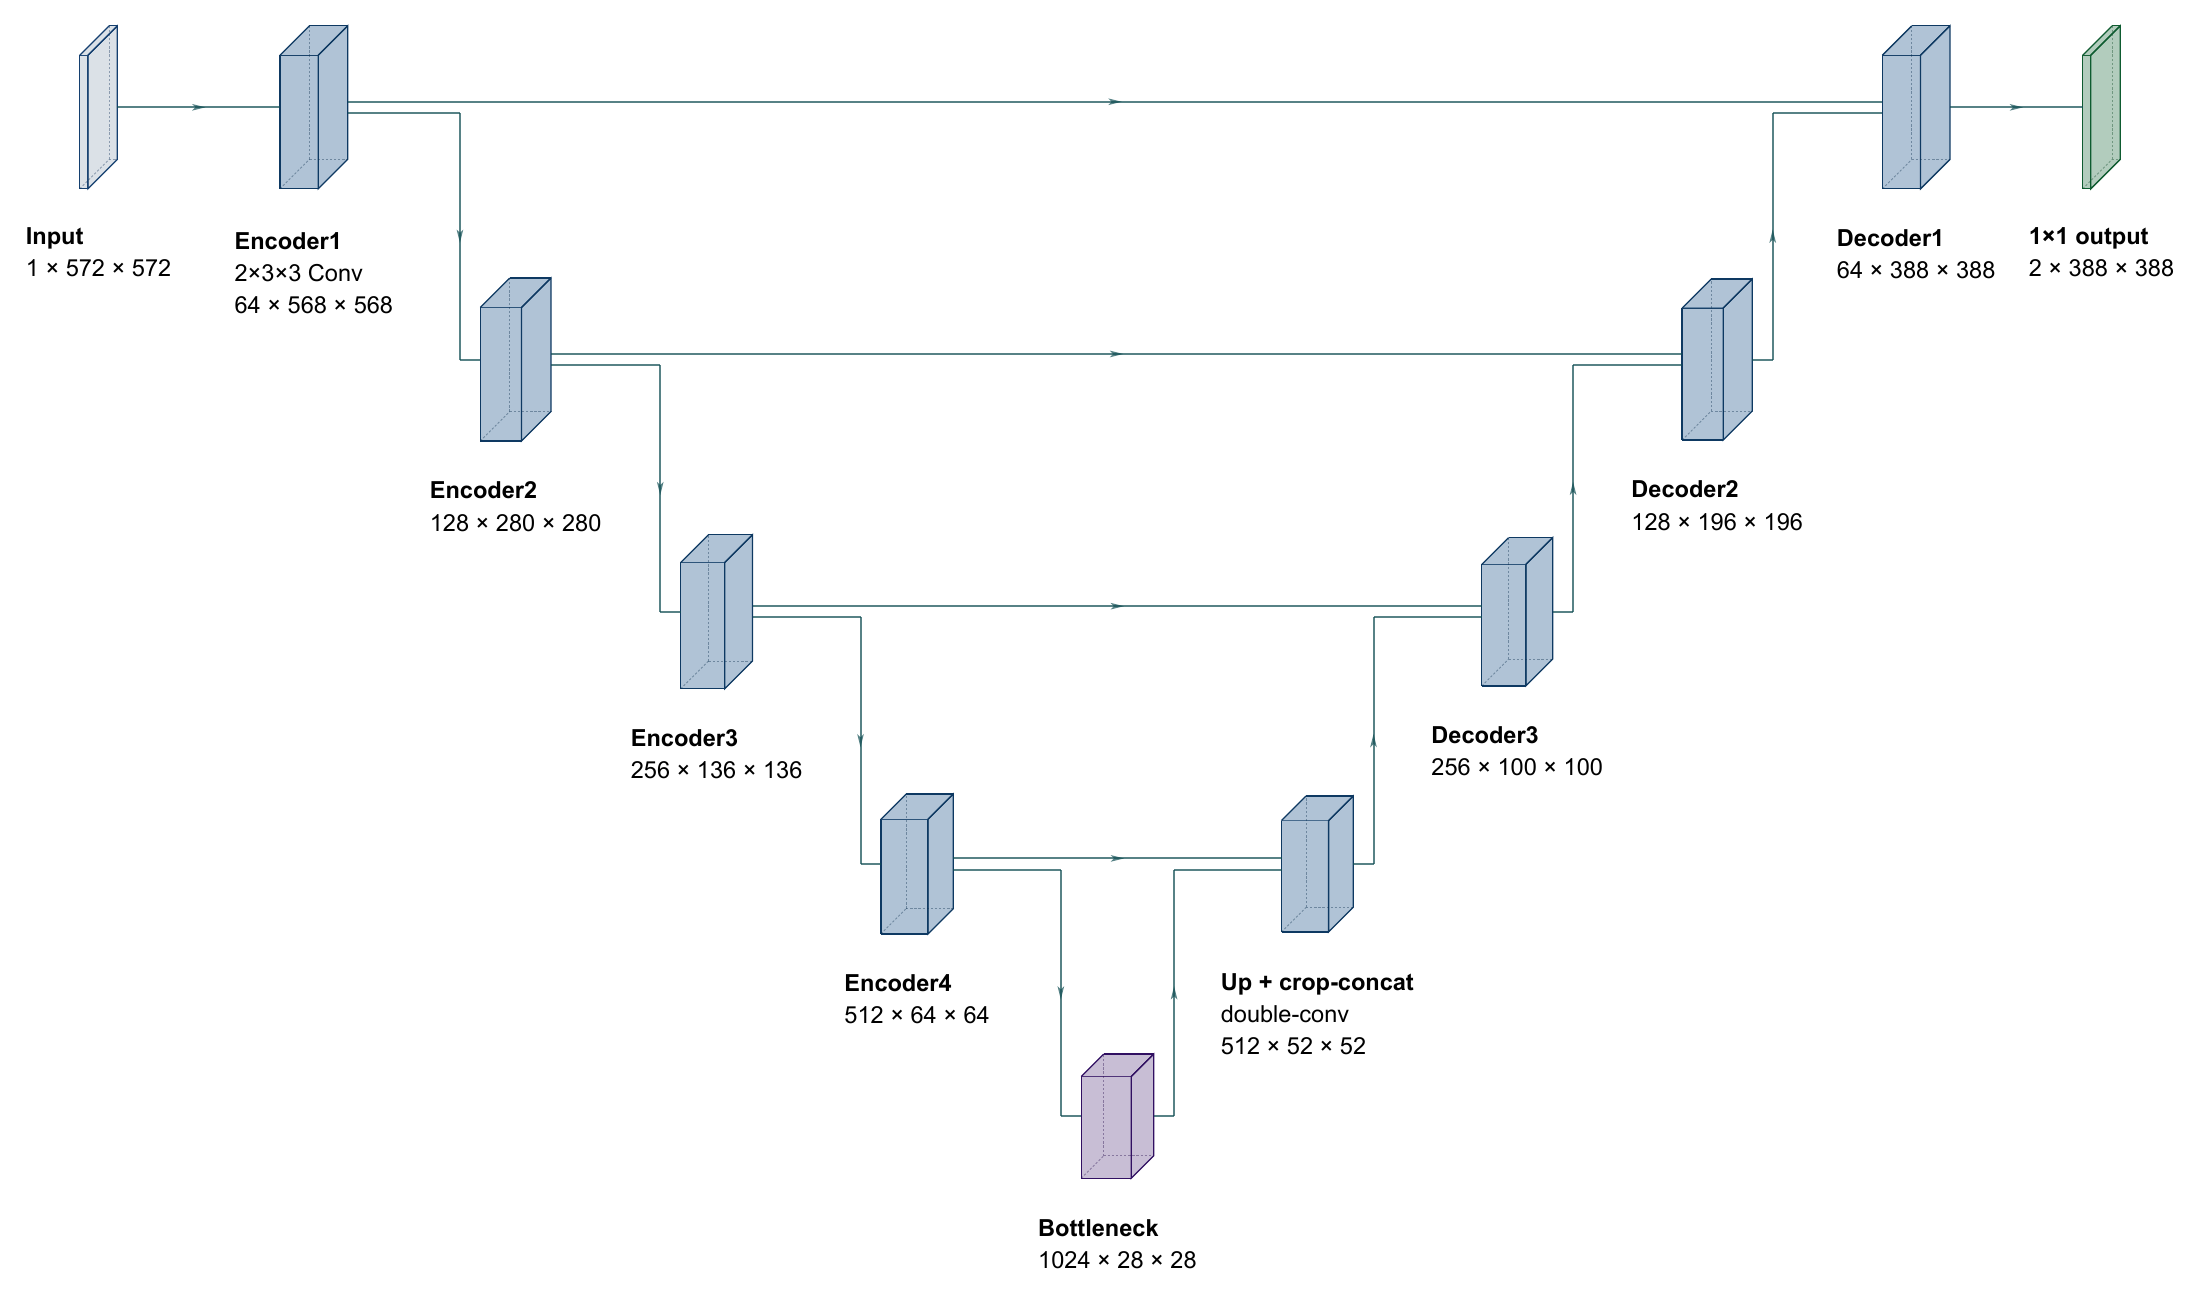 Input
1 × 572 × 572
Encoder1
2×3×3 Conv
64 × 568 × 568
Decoder1
64 × 388 × 388
1×1 output
2 × 388 × 388
Encoder2
128 × 280 × 280
Decoder2
128 × 196 × 196
Encoder3
256 × 136 × 136
Decoder3
256 × 100 × 100
Encoder4
512 × 64 × 64
Up + crop-concat
double-conv
512 × 52 × 52
Bottleneck
1024 × 28 × 28